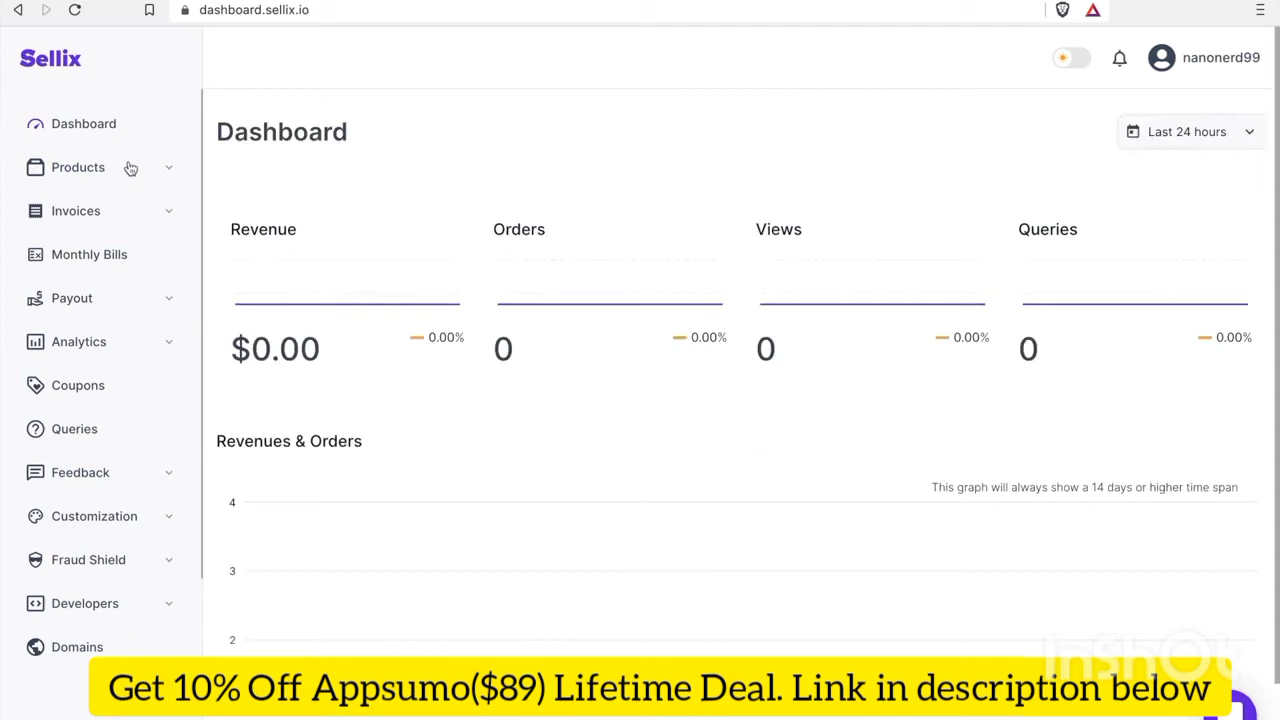 dashboard.sellix.io
Sellix
nanonerd99
Dashboard
Products
Invoices
Monthly Bills
Payout
Analytics
Coupons
Queries
Feedback
Customization
Fraud Shield
Developers
Domains
Dashboard
Last 24 hours
Revenue
Orders
Views
Queries
$0.00
0.00%
0
0.00%
0
0.00%
0
0.00%
Revenues & Orders
This graph will always show a 14 days or higher time span
4
3
2
InShOt
Get 10% Off Appsumo($89) Lifetime Deal. Link in description below